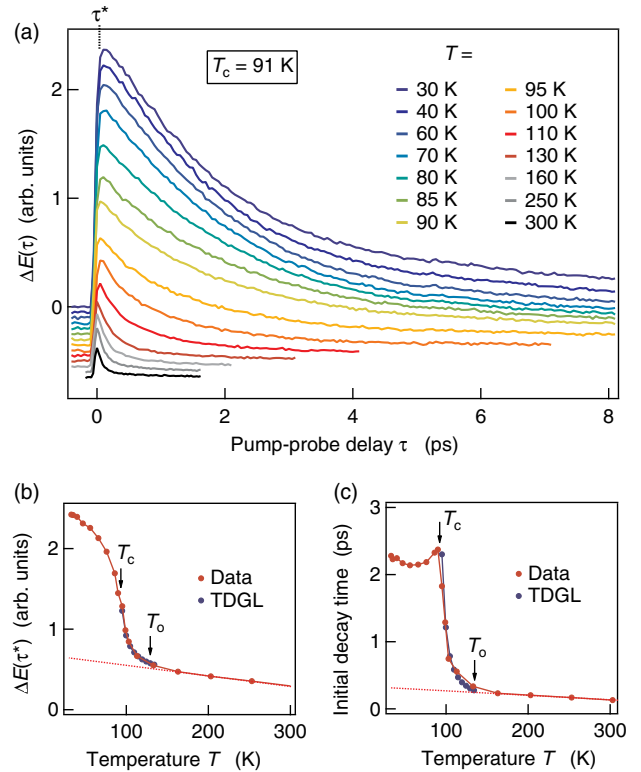 (a)
τ*
T_c = 91 K
T =
30 K
40 K
60 K
70 K
80 K
85 K
90 K
95 K
100 K
110 K
130 K
160 K
250 K
300 K
ΔE(τ) (arb. units)
2
1
0
0 2 4 6 8
Pump-probe delay τ (ps)
(b)
ΔE(τ*) (arb. units)
2
1
0
T_c
T_o
Data
TDGL
100 200 300
Temperature T (K)
(c)
Initial decay time (ps)
3
2
1
0
T_c
T_o
Data
TDGL
100 200 300
Temperature T (K)